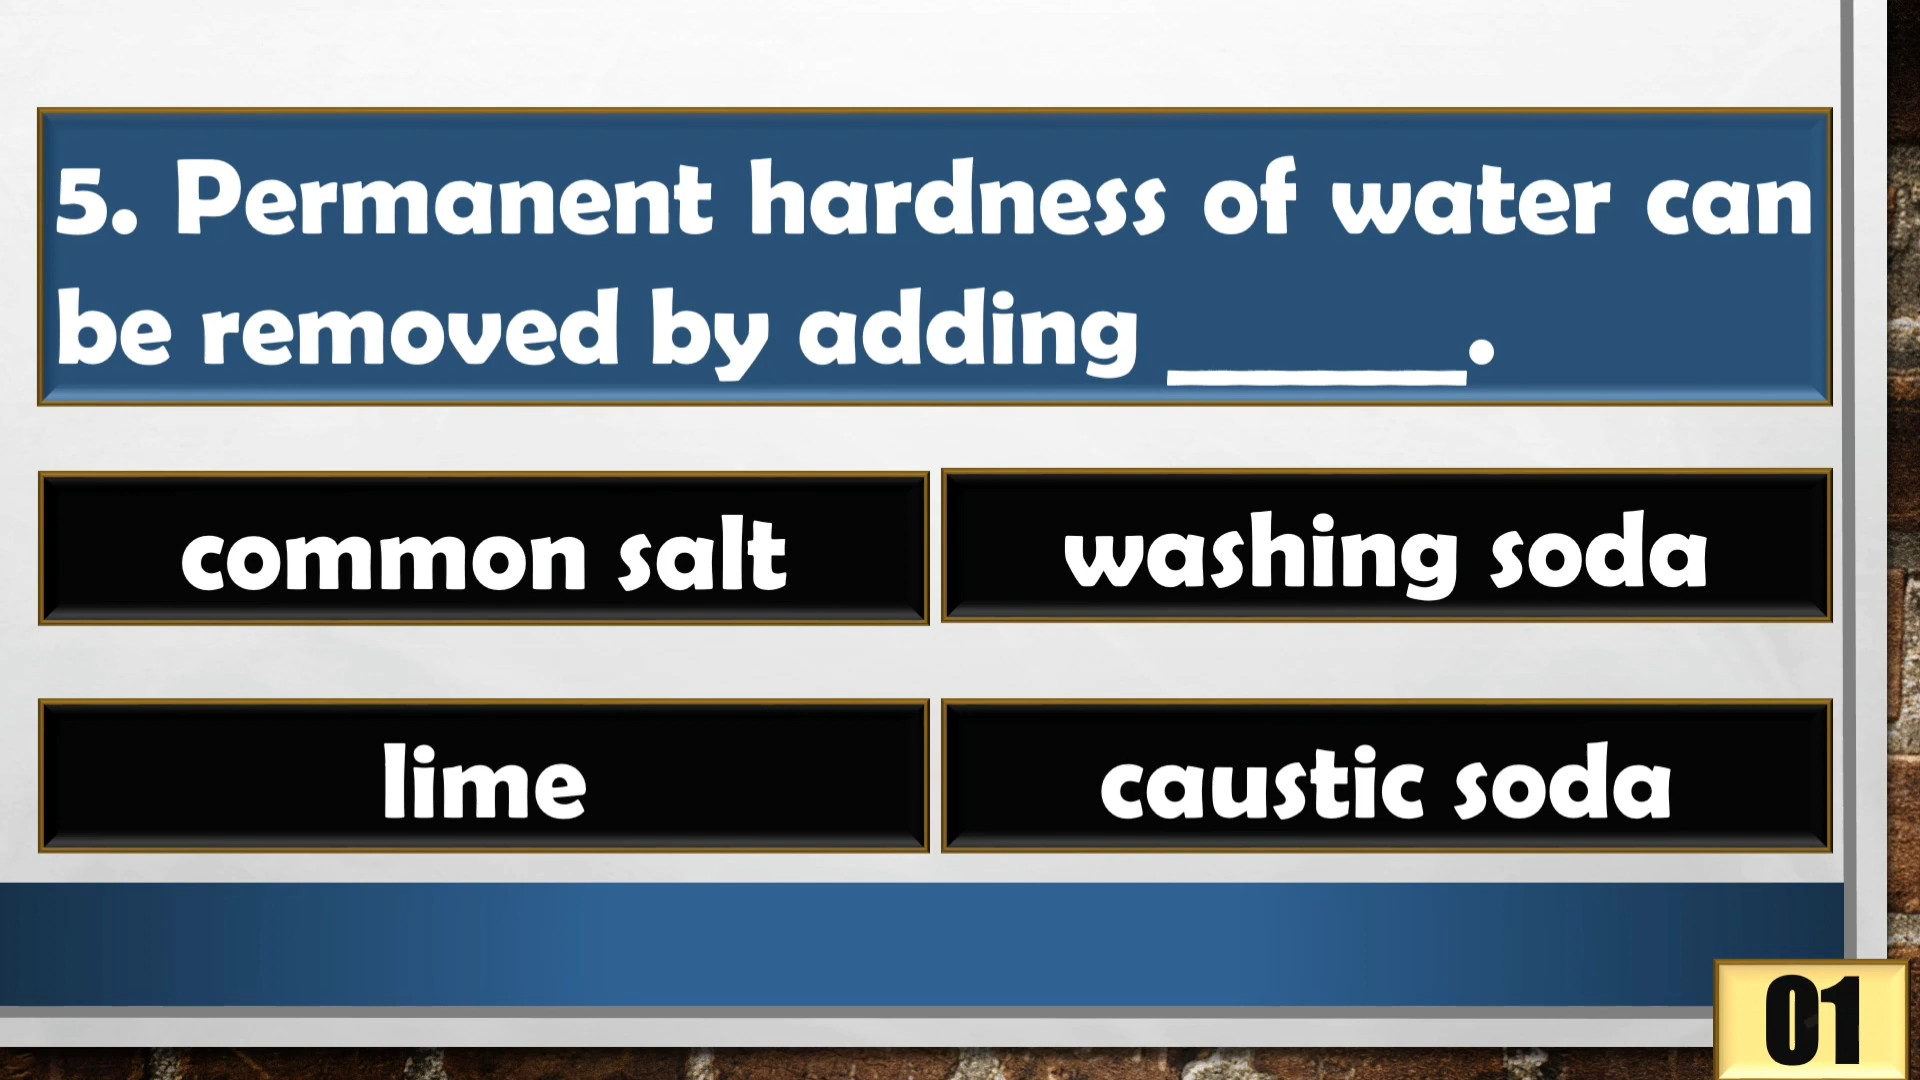 5. Permanent hardness of water can
be removed by adding ______.
common salt
washing soda
lime
caustic soda
01